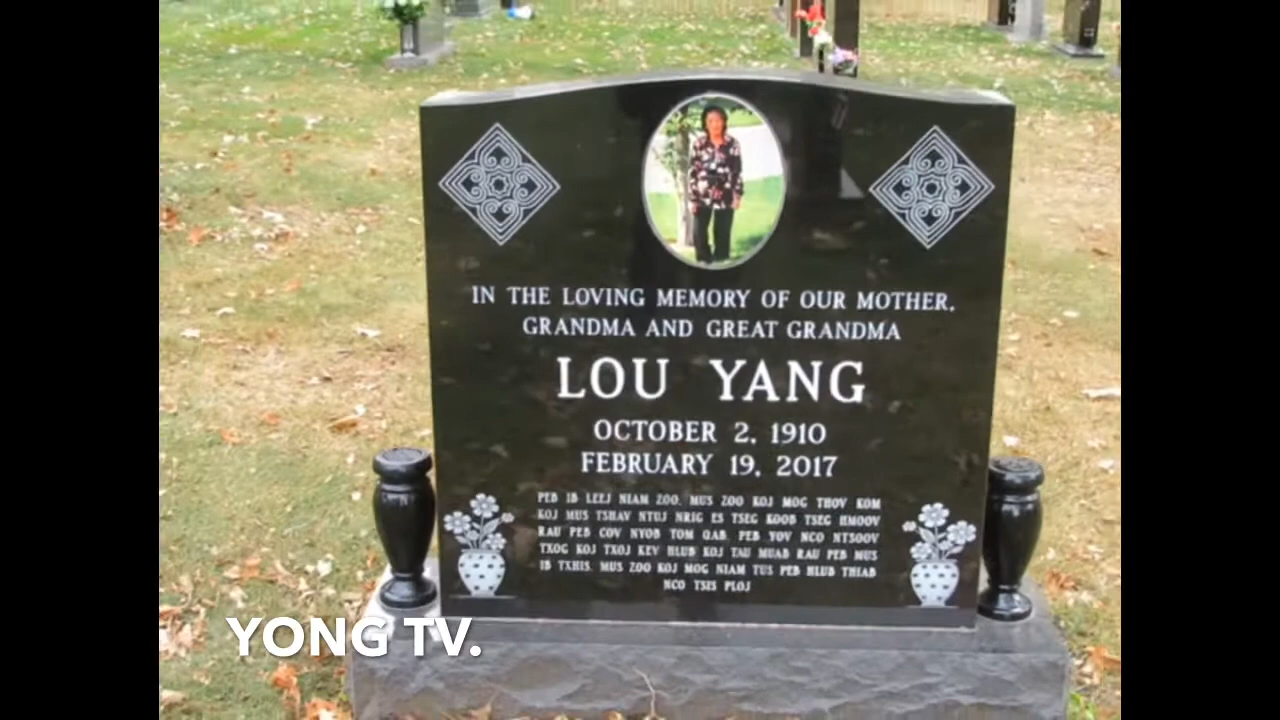 IN THE LOVING MEMORY OF OUR MOTHER,
GRANDMA AND GREAT GRANDMA
LOU YANG
OCTOBER 2, 1910
FEBRUARY 19, 2017
PEB IB LEEJ NIAM ZOO, MUS ZOO KOJ MOG THOV KOM
KOJ MUS TSHAV NTUJ NRIG ES TSEG KOOB TSEG HMOOV
RAU PEB COV NYOB TOM QAB. PEB YOV NCO NTSOOV
TXOG KOJ TXOJ KEV HLUB KOJ TAU MUAB RAU PEB MUS
IB TXHIS. MUS ZOO KOJ MOG NIAM TUS PEB HLUB THIAB
NCO TSIS PLOJ
YONG TV.